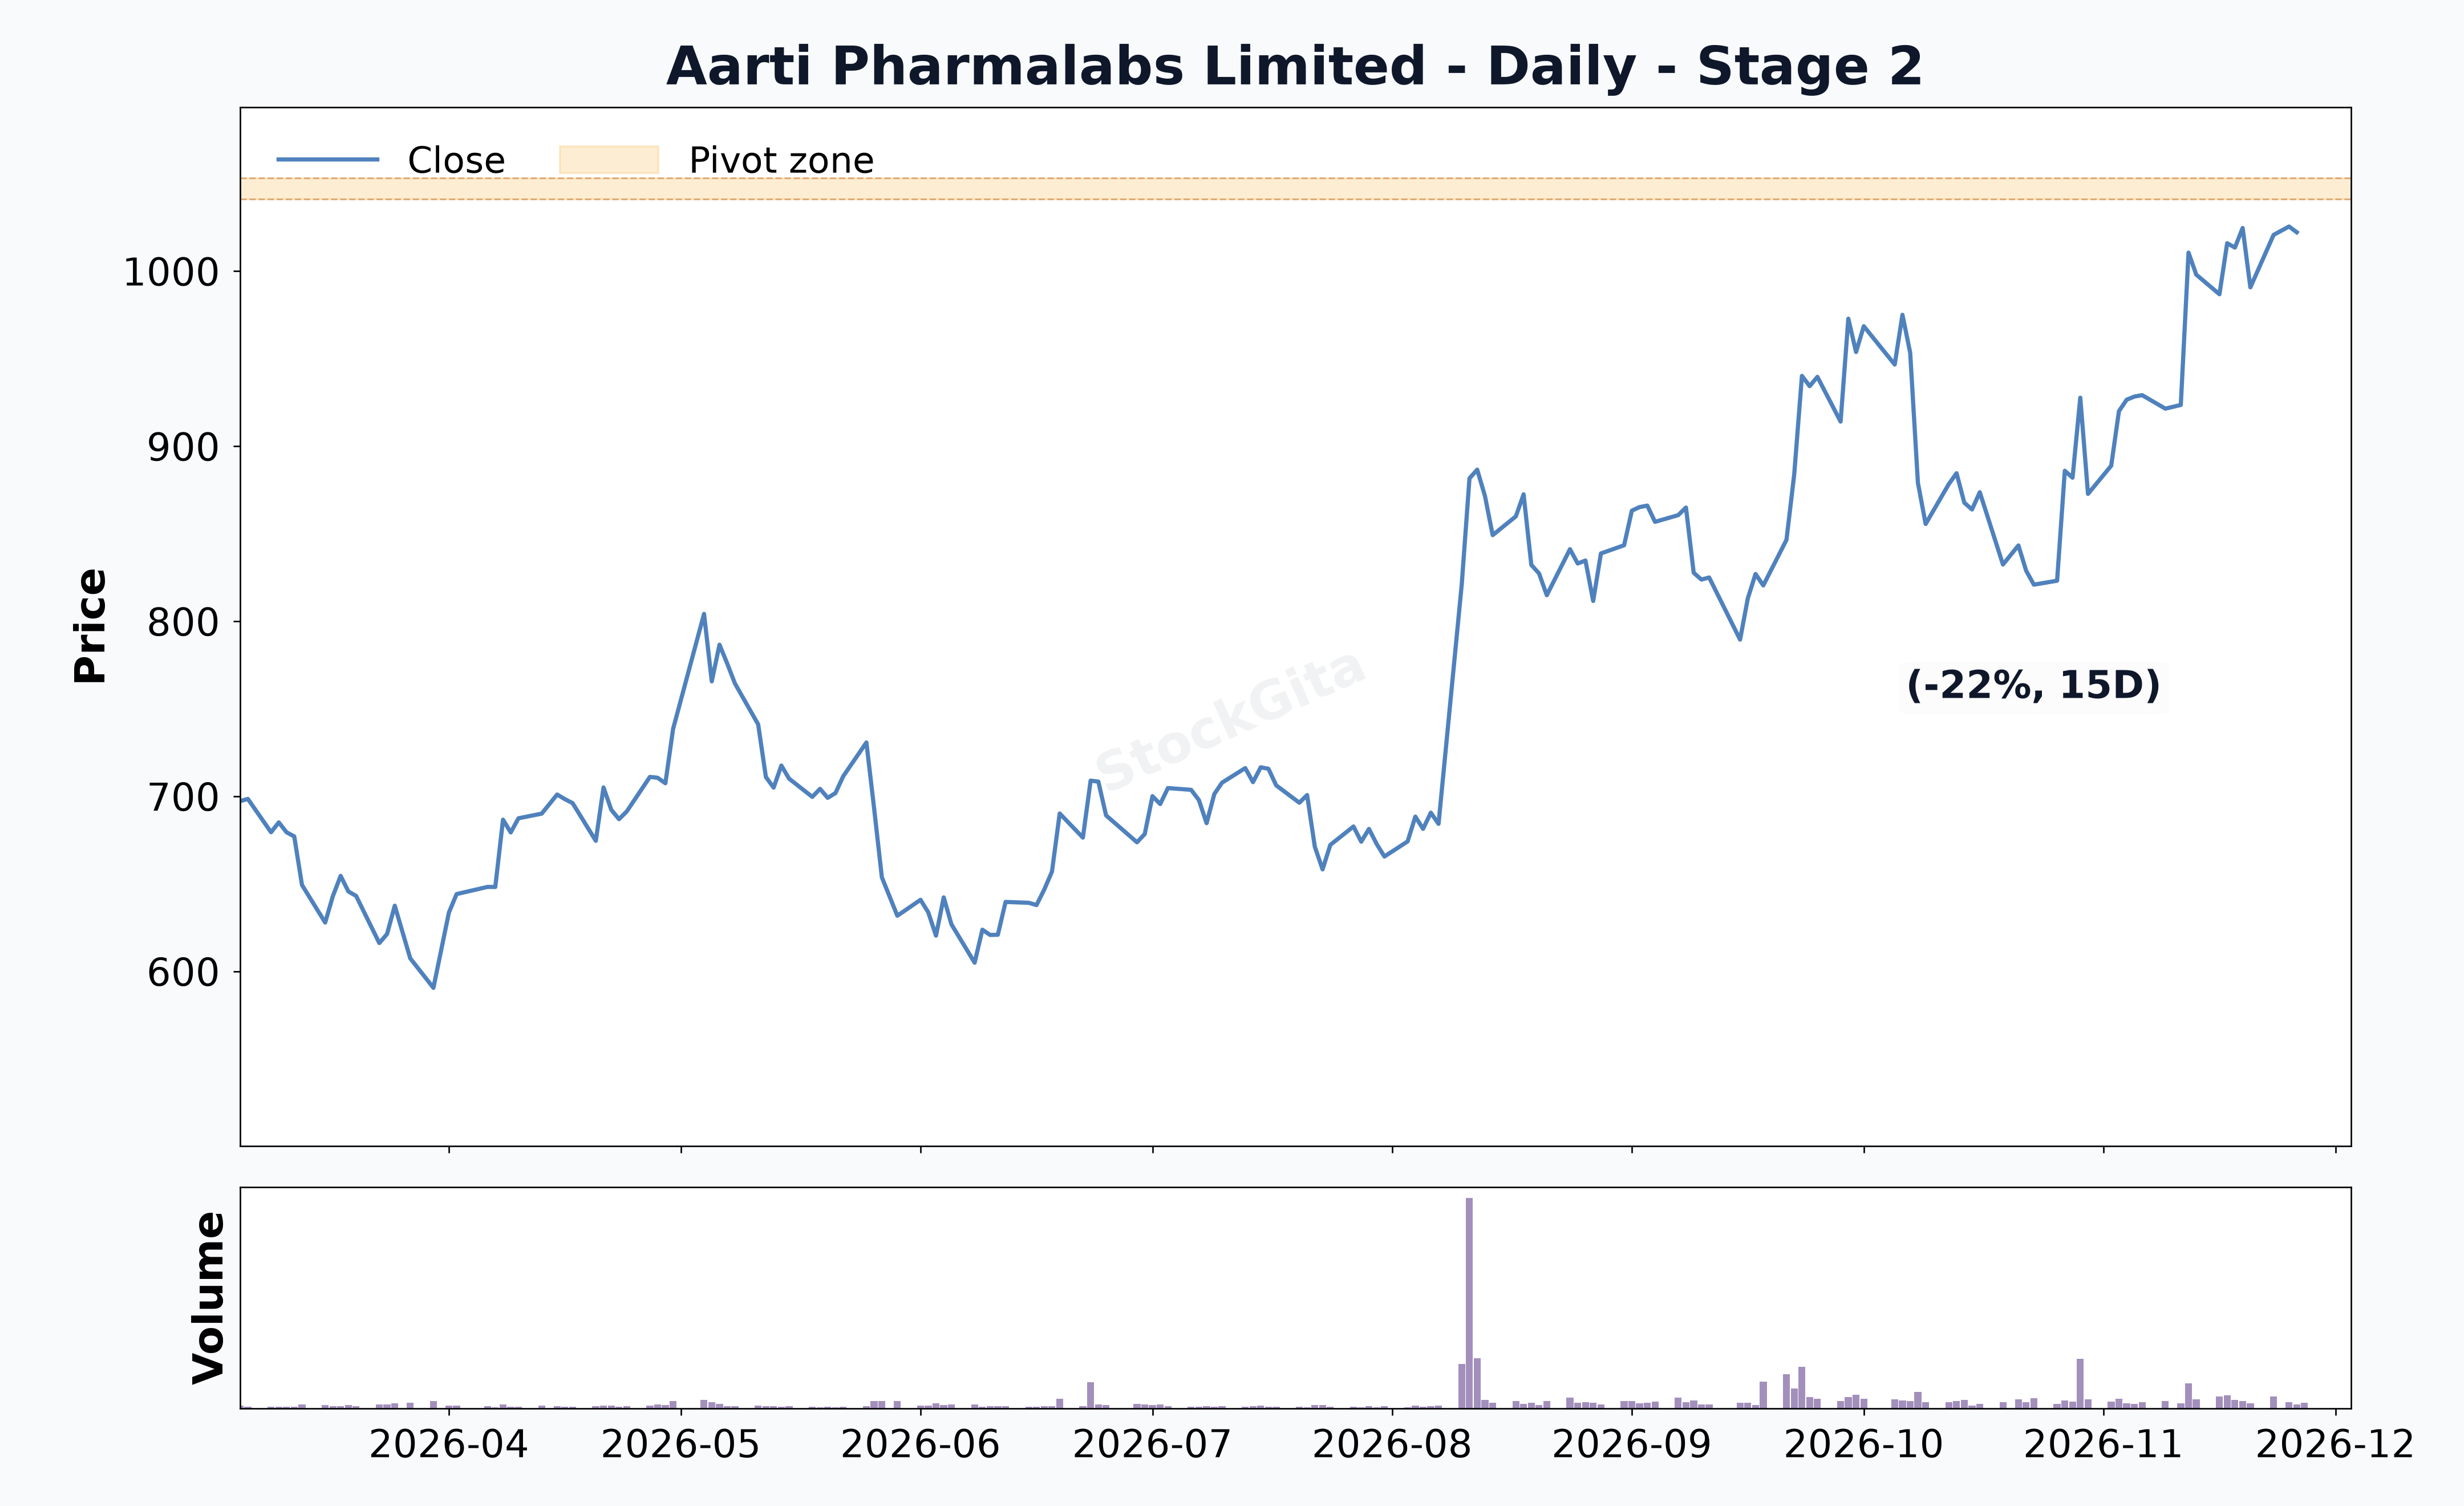 Aarti Pharmalabs Limited - Daily - Stage 2
Close
Pivot zone
1000
900
800
700
600
Price
StockGita
(-22%, 15D)
Volume
2026-04
2026-05
2026-06
2026-07
2026-08
2026-09
2026-10
2026-11
2026-12